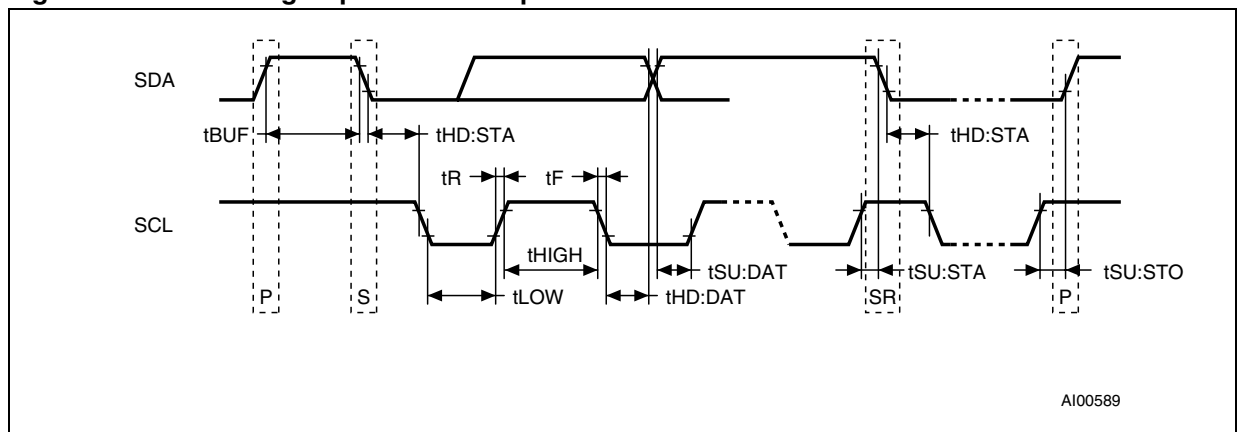 SDA
tBUF
tHD:STA
tHD:STA
tR
tF
SCL
tHIGH
tSU:DAT
tSU:STA
tSU:STO
tLOW
tHD:DAT
P
S
SR
P
AI00589